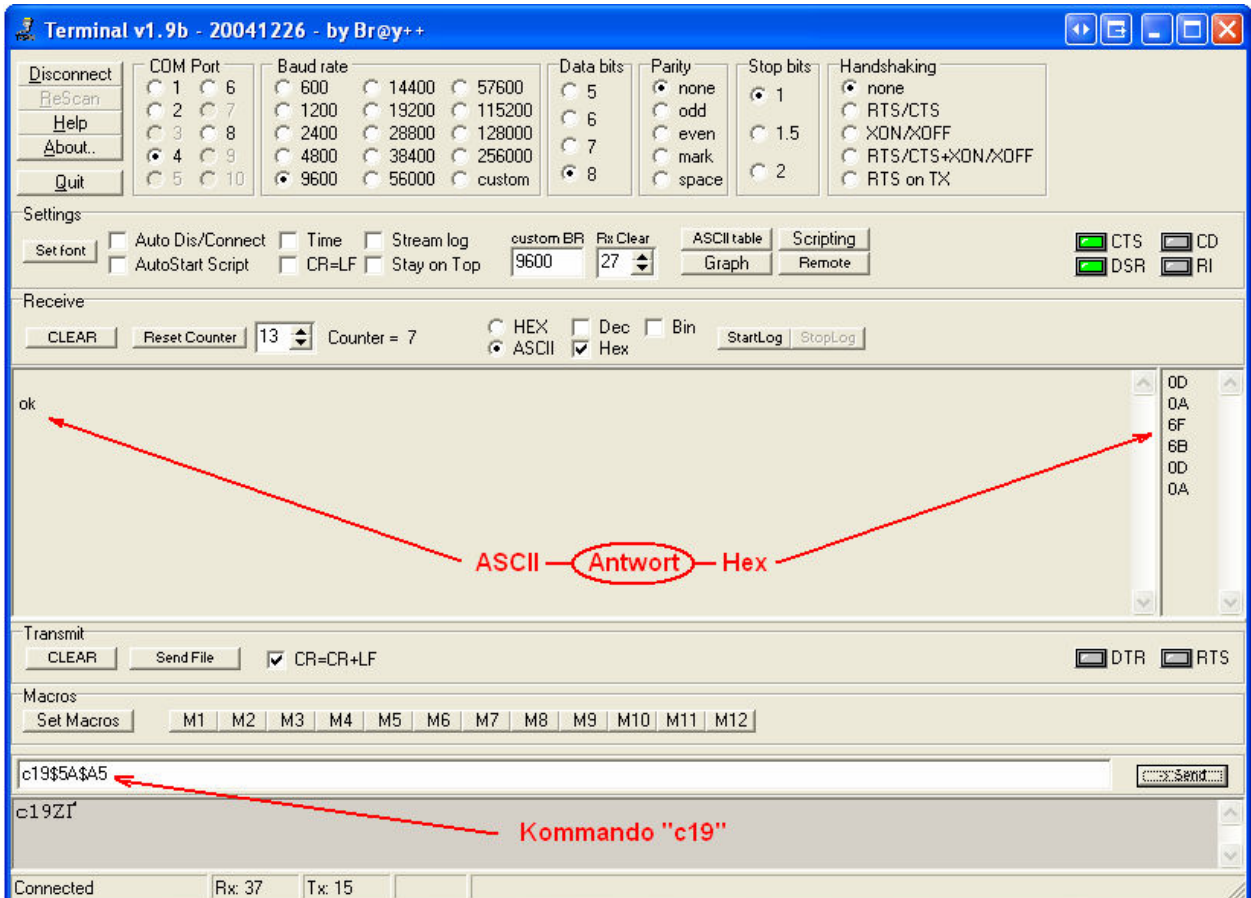 Terminal v1.9b - 20041226 - by Br@y++
Disconnect
ReScan
Help
About..
Quit
COM Port
1 6
2 7
3 8
4 9
5 10
Baud rate
600 14400 57600
1200 19200 115200
2400 28800 128000
4800 38400 256000
9600 56000 custom
Data bits
5
6
7
8
Parity
none
odd
even
mark
space
Stop bits
1
1.5
2
Handshaking
none
RTS/CTS
XON/XOFF
RTS/CTS+XON/XOFF
RTS on TX
Settings
Set font
Auto Dis/Connect Time Stream log
AutoStart Script CR=LF Stay on Top
custom BR Rx Clear
9600 27
ASCII table Scripting
Graph Remote
CTS CD
DSR RI
Receive
CLEAR Reset Counter 13 Counter = 7
HEX Dec Bin
ASCII Hex
StartLog StopLog
ok
0D
0A
6F
6B
0D
0A
ASCII Antwort Hex
Transmit
CLEAR Send File CR=CR+LF DTR RTS
Macros
Set Macros M1 M2 M3 M4 M5 M6 M7 M8 M9 M10 M11 M12
c19$5A$A5
-> Send
c19ZҐ
Kommando "c19"
Connected Rx: 37 Tx: 15